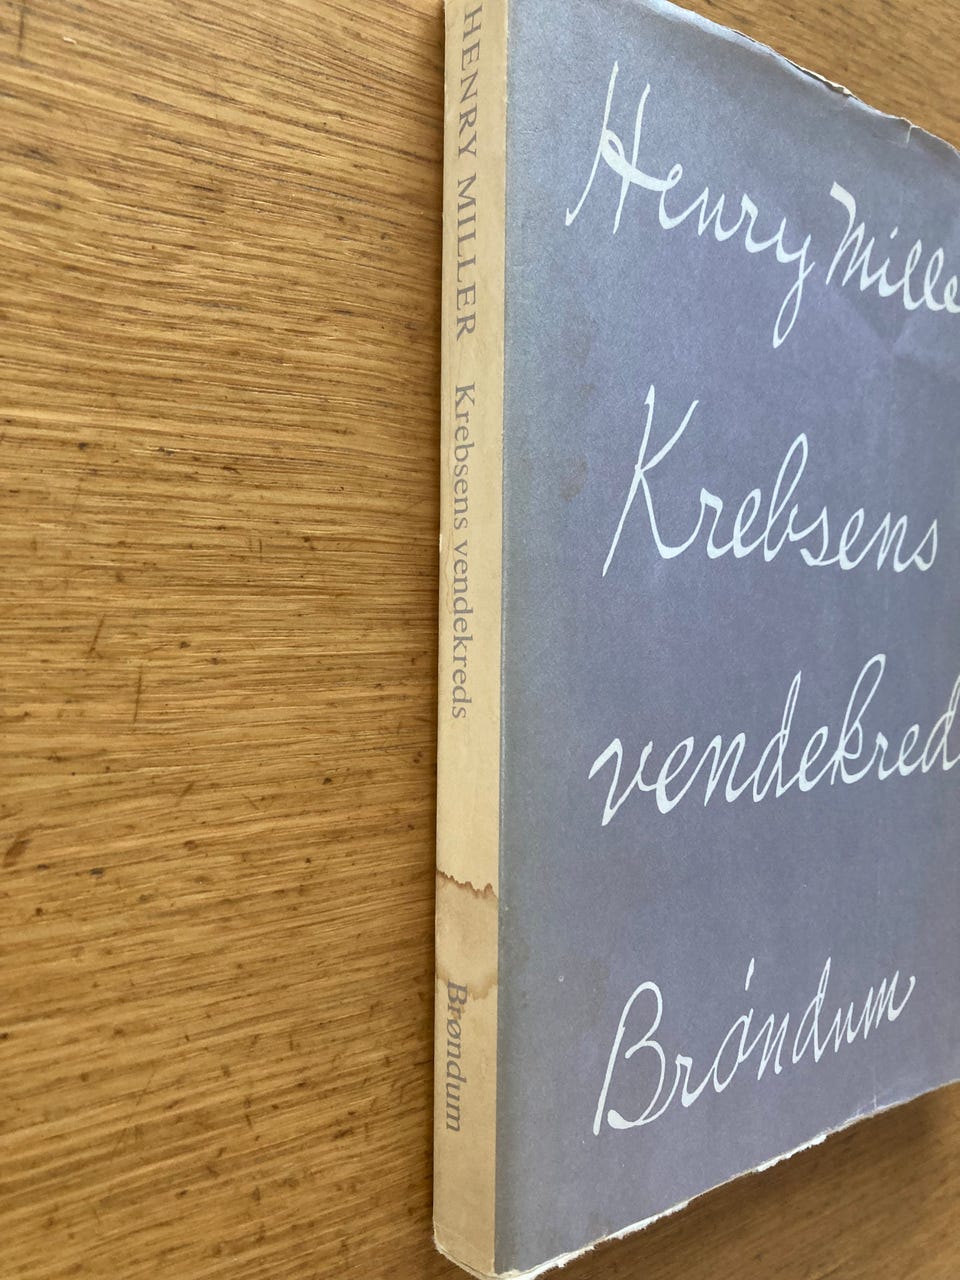 HENRY MILLER Krebsens vendekreds Brøndum
Henry Mille
Krebsens
vendekred
Brøndum